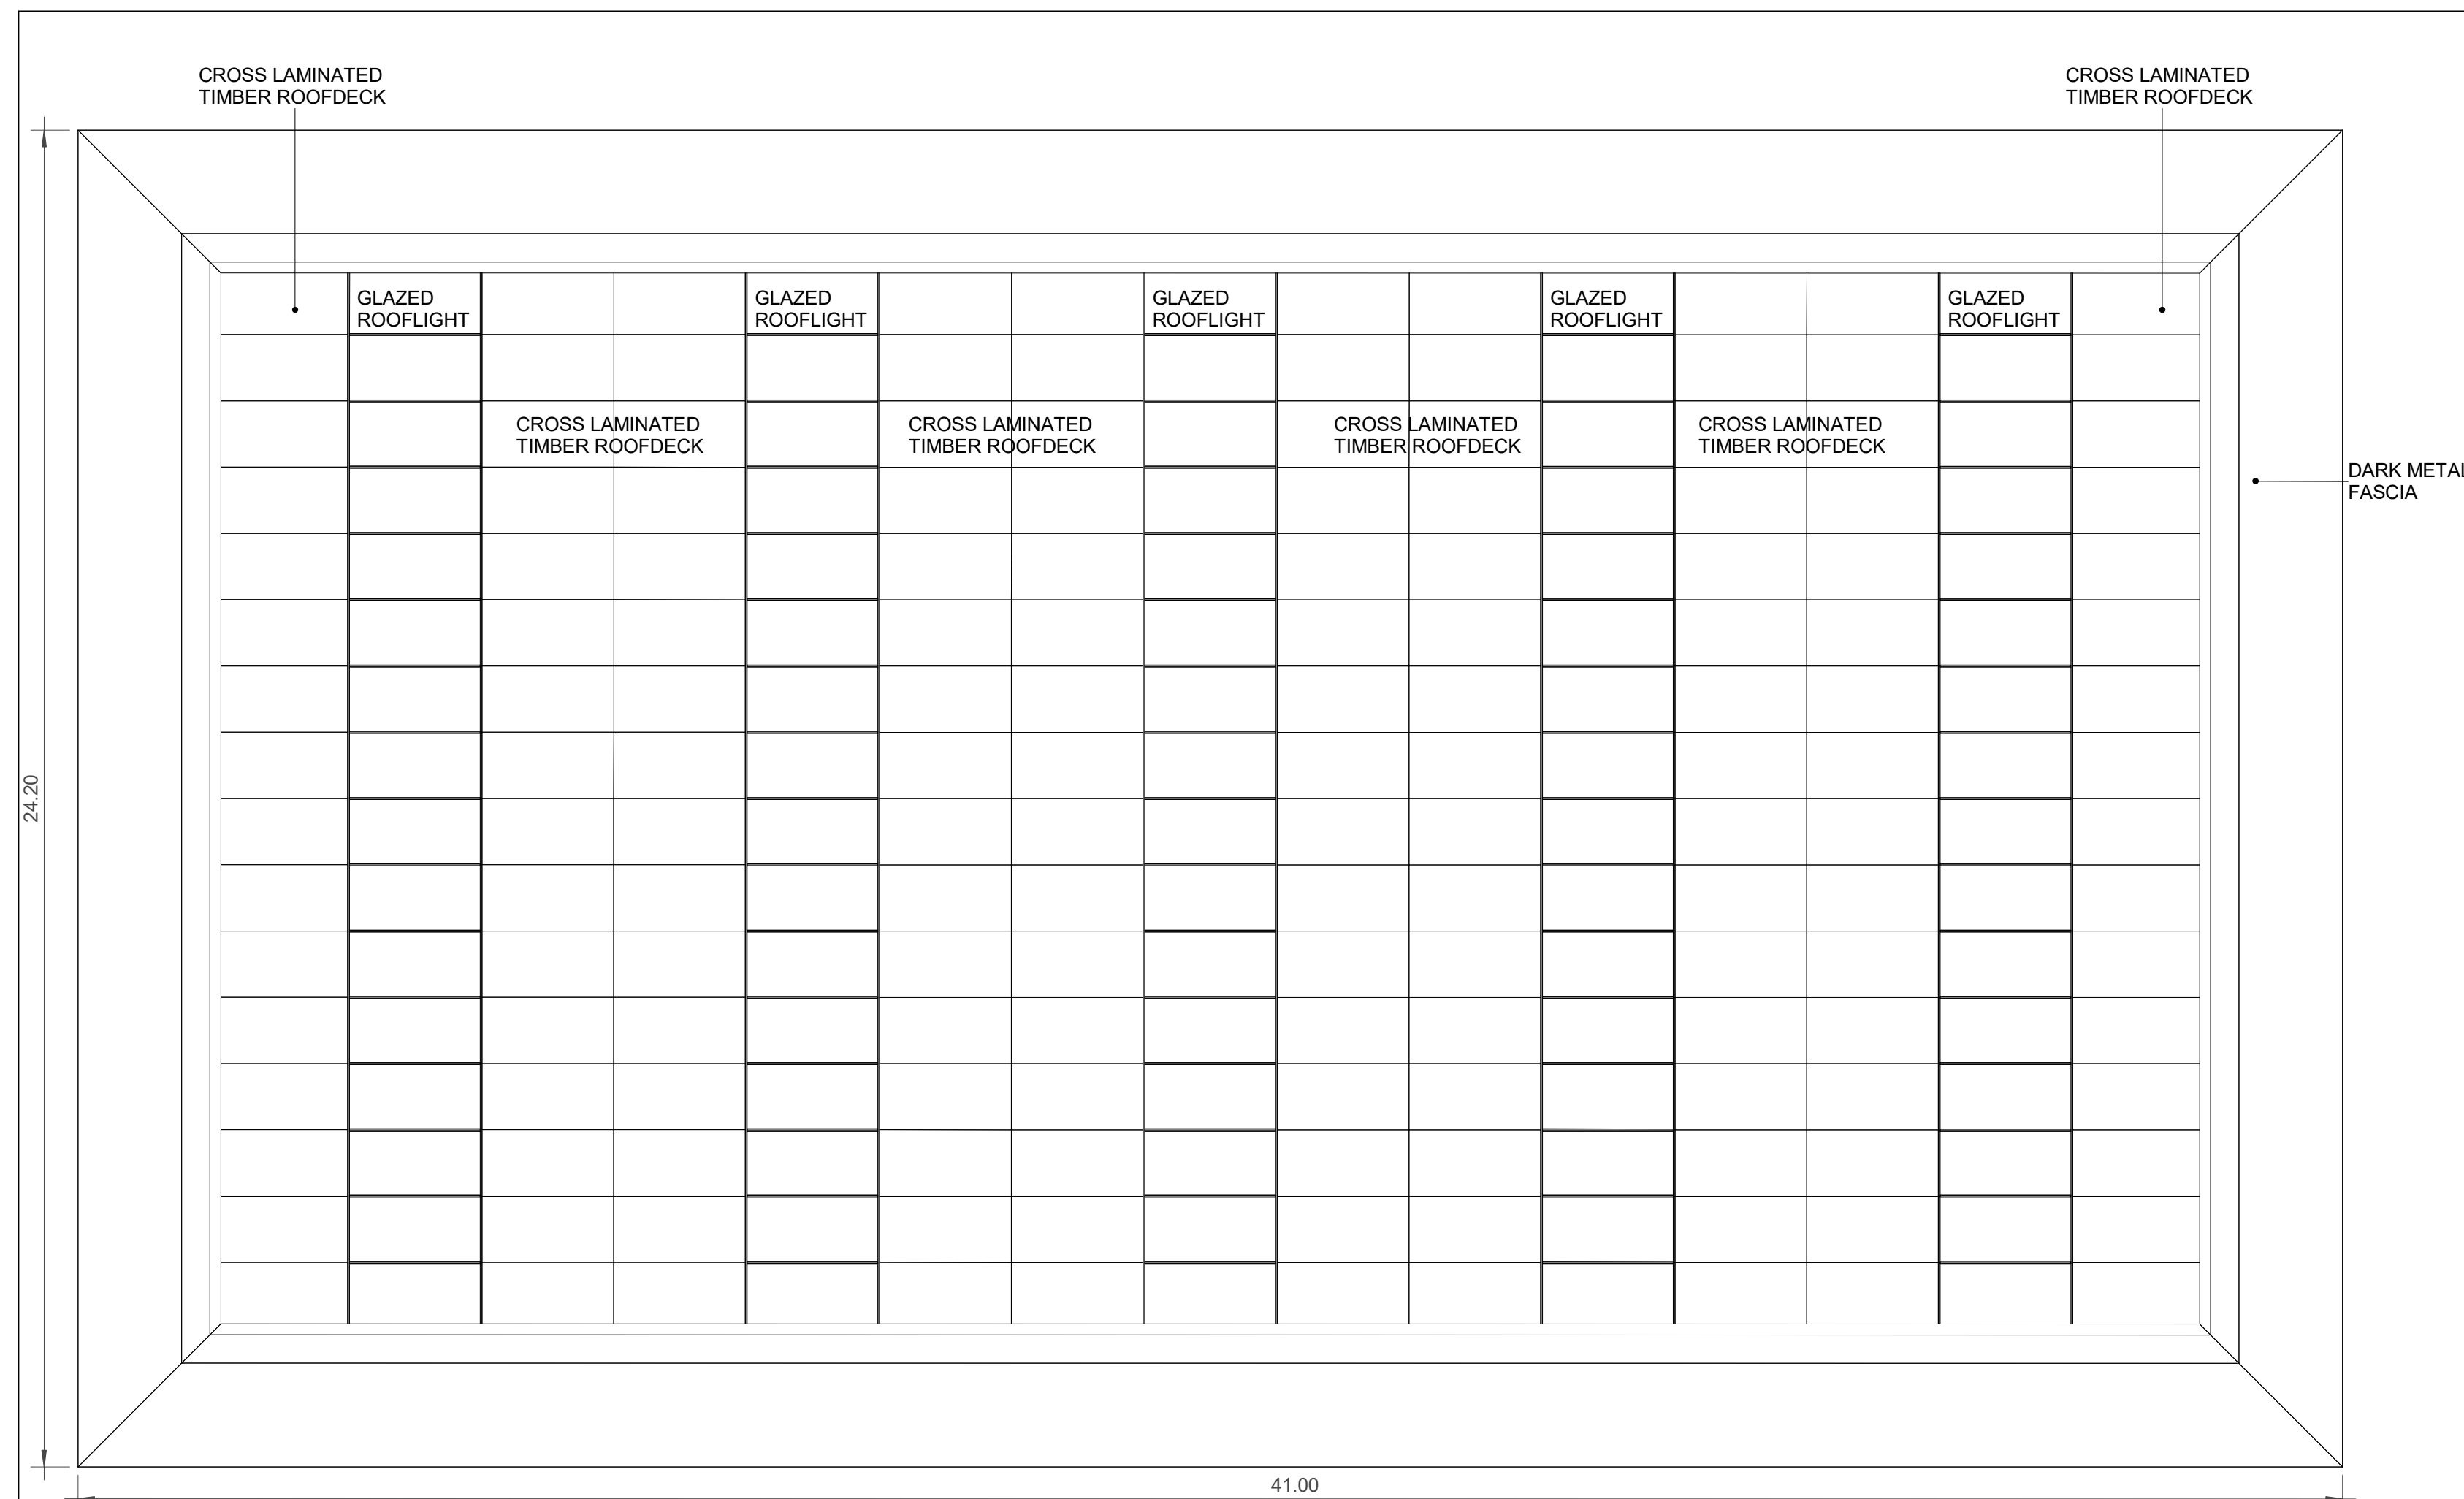 CROSS LAMINATED
TIMBER ROOFDECK
CROSS LAMINATED
TIMBER ROOFDECK
GLAZED
ROOFLIGHT
GLAZED
ROOFLIGHT
GLAZED
ROOFLIGHT
GLAZED
ROOFLIGHT
GLAZED
ROOFLIGHT
CROSS LAMINATED
TIMBER ROOFDECK
CROSS LAMINATED
TIMBER ROOFDECK
CROSS LAMINATED
TIMBER ROOFDECK
CROSS LAMINATED
TIMBER ROOFDECK
DARK METAL
FASCIA
24.20
41.00